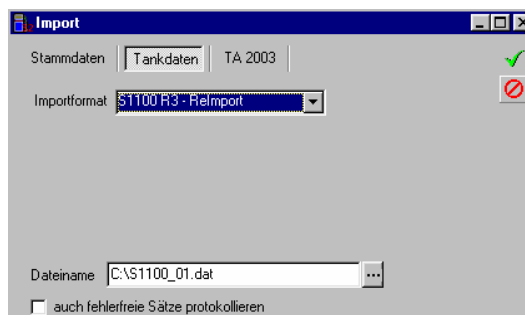 Import
Stammdaten Tankdaten TA 2003
Importformat S1100 R3 - ReImport
Dateiname C:\S1100_01.dat ...
auch fehlerfreie Sätze protokollieren